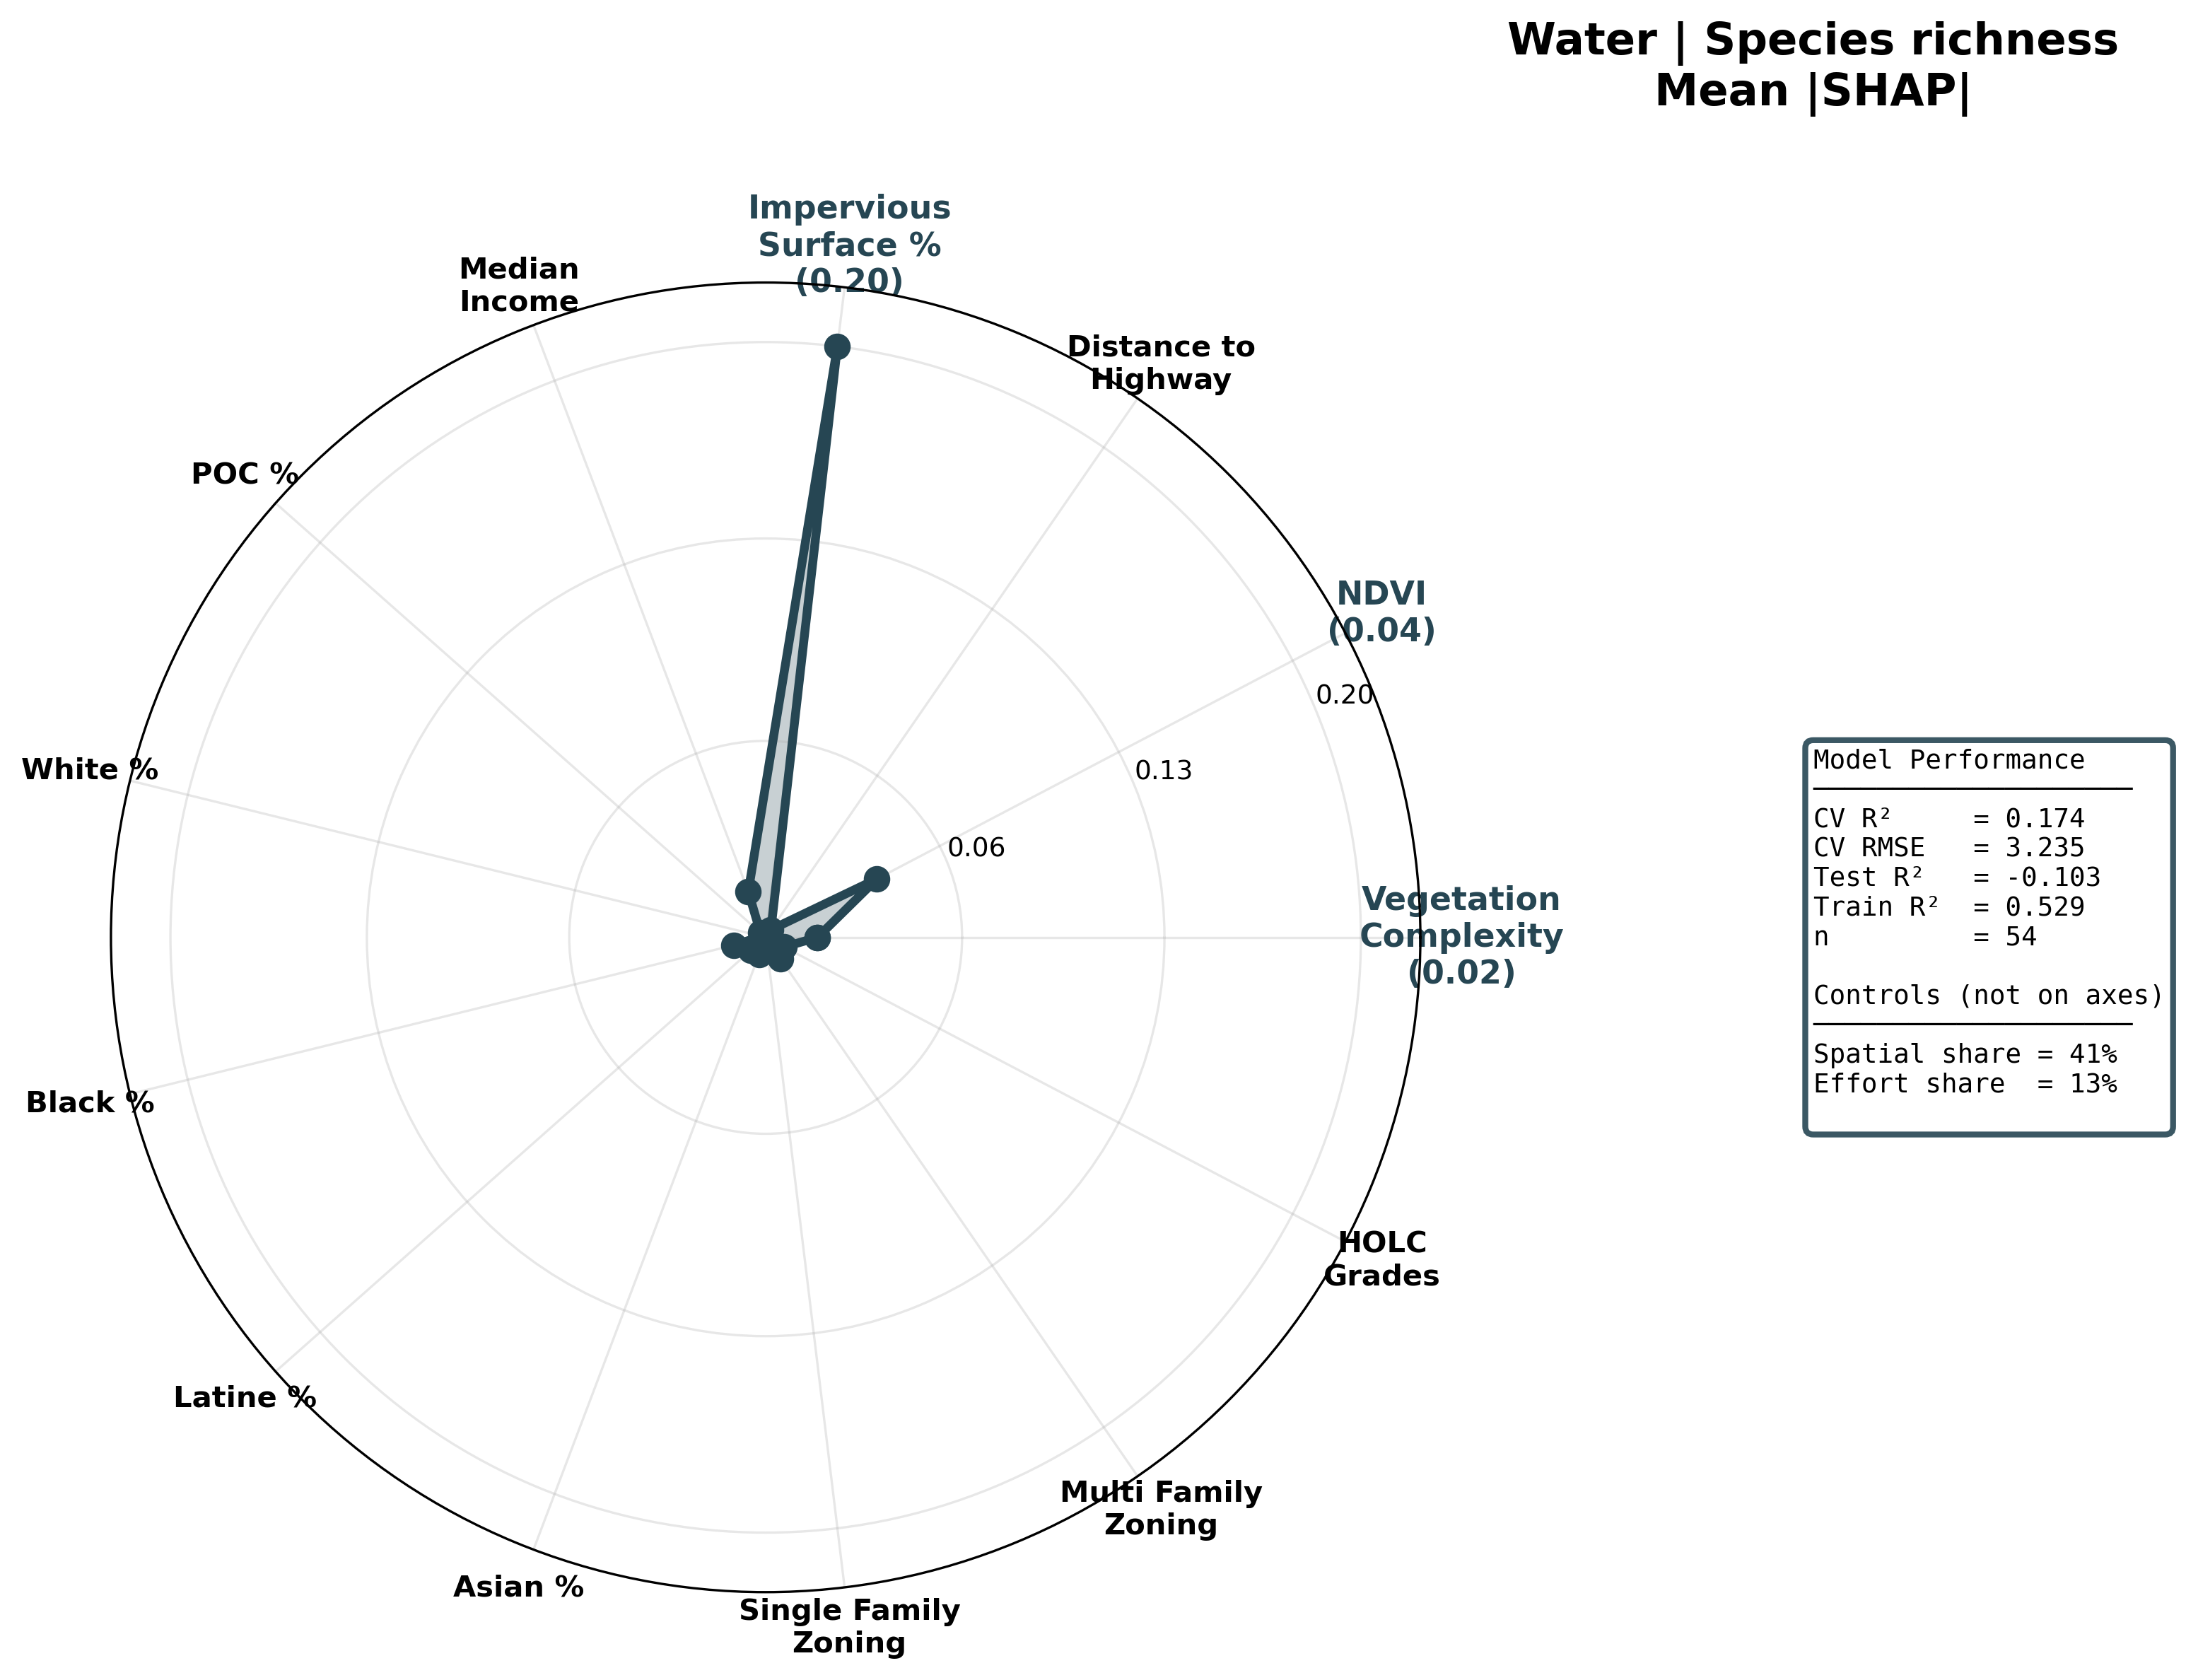 Water | Species richness
Mean |SHAP|
Impervious
Surface %
(0.20)
Median
Income
Distance to
Highway
POC %
NDVI
(0.04)
0.20
0.13
0.06
White %
Vegetation
Complexity
(0.02)
Black %
HOLC
Grades
Latine %
Multi Family
Zoning
Asian %
Single Family
Zoning
Model Performance
CV R² = 0.174
CV RMSE = 3.235
Test R² = -0.103
Train R² = 0.529
n = 54
Controls (not on axes)
Spatial share = 41%
Effort share = 13%